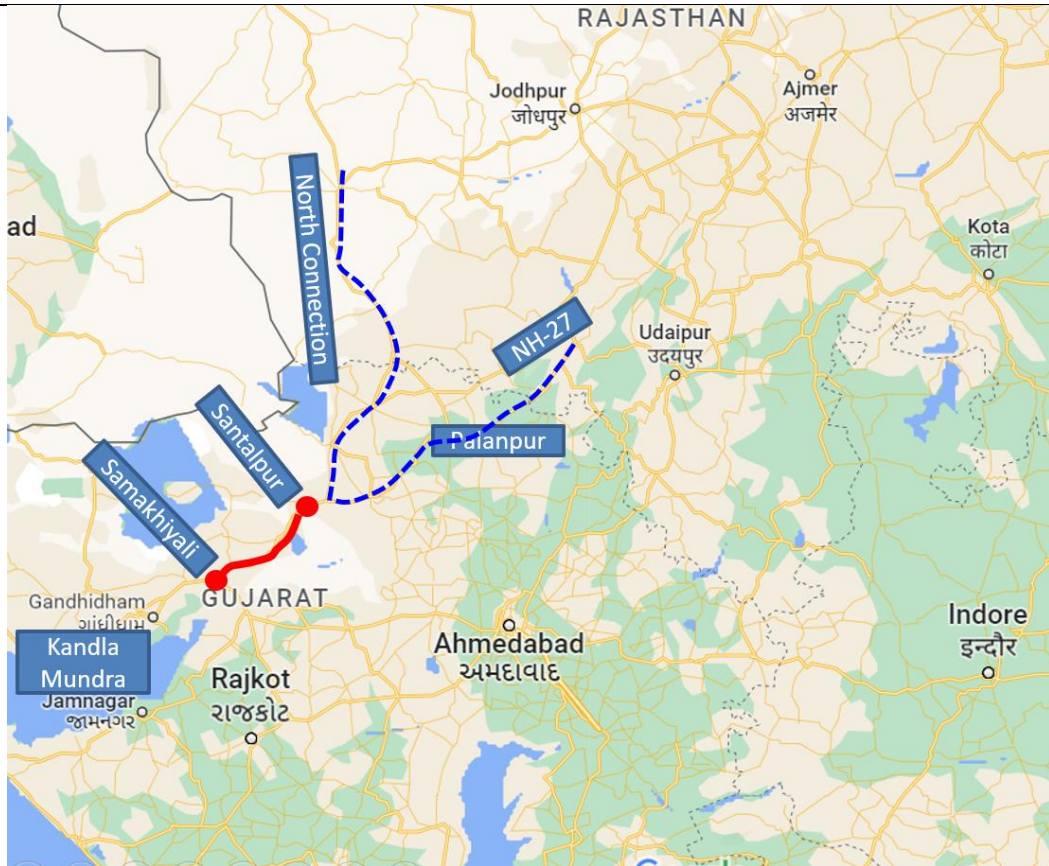 RAJASTHAN
Jodhpur
जोधपुर
Ajmer
अजमेर
ad
North Connection
Kota
कोटा
NH-27
Udaipur
उदयपुर
Santalpur
Palanpur
Samakhiyali
Gandhidham
ગાંધીધામ
GUJARAT
Kandla
Mundra
Ahmedabad
અમદાવાદ
Indore
इन्दौर
Rajkot
રાજકોટ
Jamnagar
જામનગર